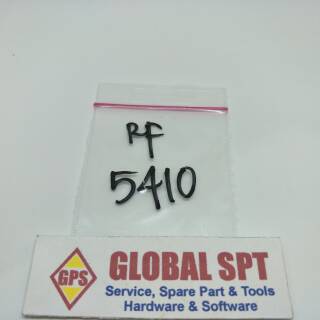 RF
5410
GPS
GLOBAL SPT
Service, Spare Part & Tools
Hardware & Software